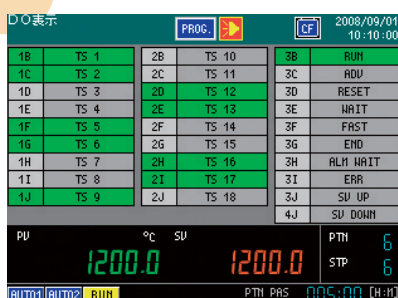 DO表示 PROG. CF 2008/09/01
10:10:00
1B TS 1 2B TS 10 3B RUN
1C TS 2 2C TS 11 3C ADV
1D TS 3 2D TS 12 3D RESET
1E TS 4 2E TS 13 3E WAIT
1F TS 5 2F TS 14 3F FAST
1G TS 6 2G TS 15 3G END
1H TS 7 2H TS 16 3H ALM WAIT
1I TS 8 2I TS 17 3I ERR
1J TS 9 2J TS 18 3J SV UP
4J SV DOWN
PV °C SV PTN 6
1200.0 1200.0 STP 6
AUTO1 AUTO2 RUN PTN PAS 005:00 [H:M]